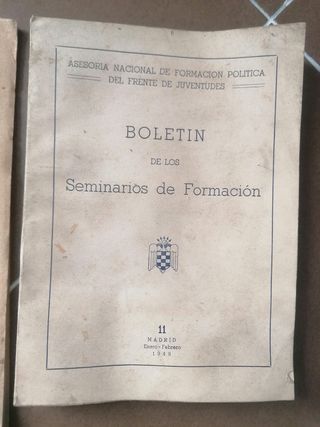 ASESORIA NACIONAL DE FORMACION POLITICA
DEL FRENTE DE JUVENTUDES
BOLETIN
DE LOS
Seminarios de Formación
11
MADRID
Enero - Febrero
1948